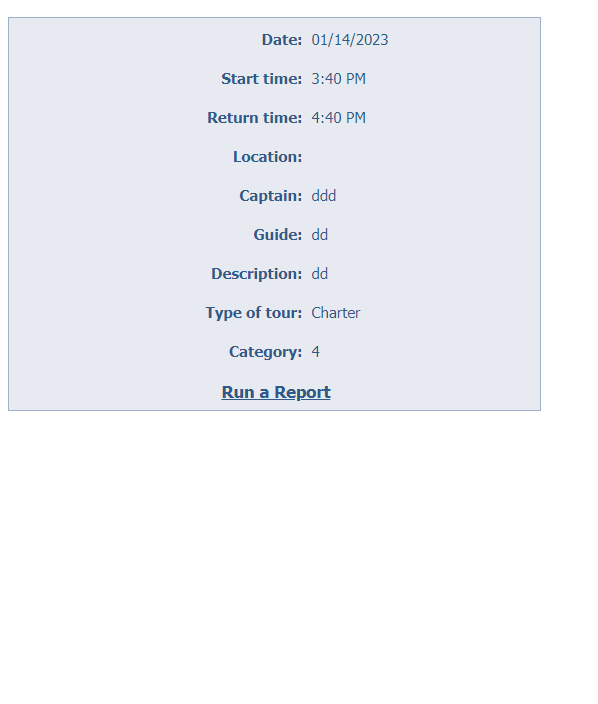 Date: 01/14/2023
Start time: 3:40 PM
Return time: 4:40 PM
Location:
Captain: ddd
Guide: dd
Description: dd
Type of tour: Charter
Category: 4
Run a Report